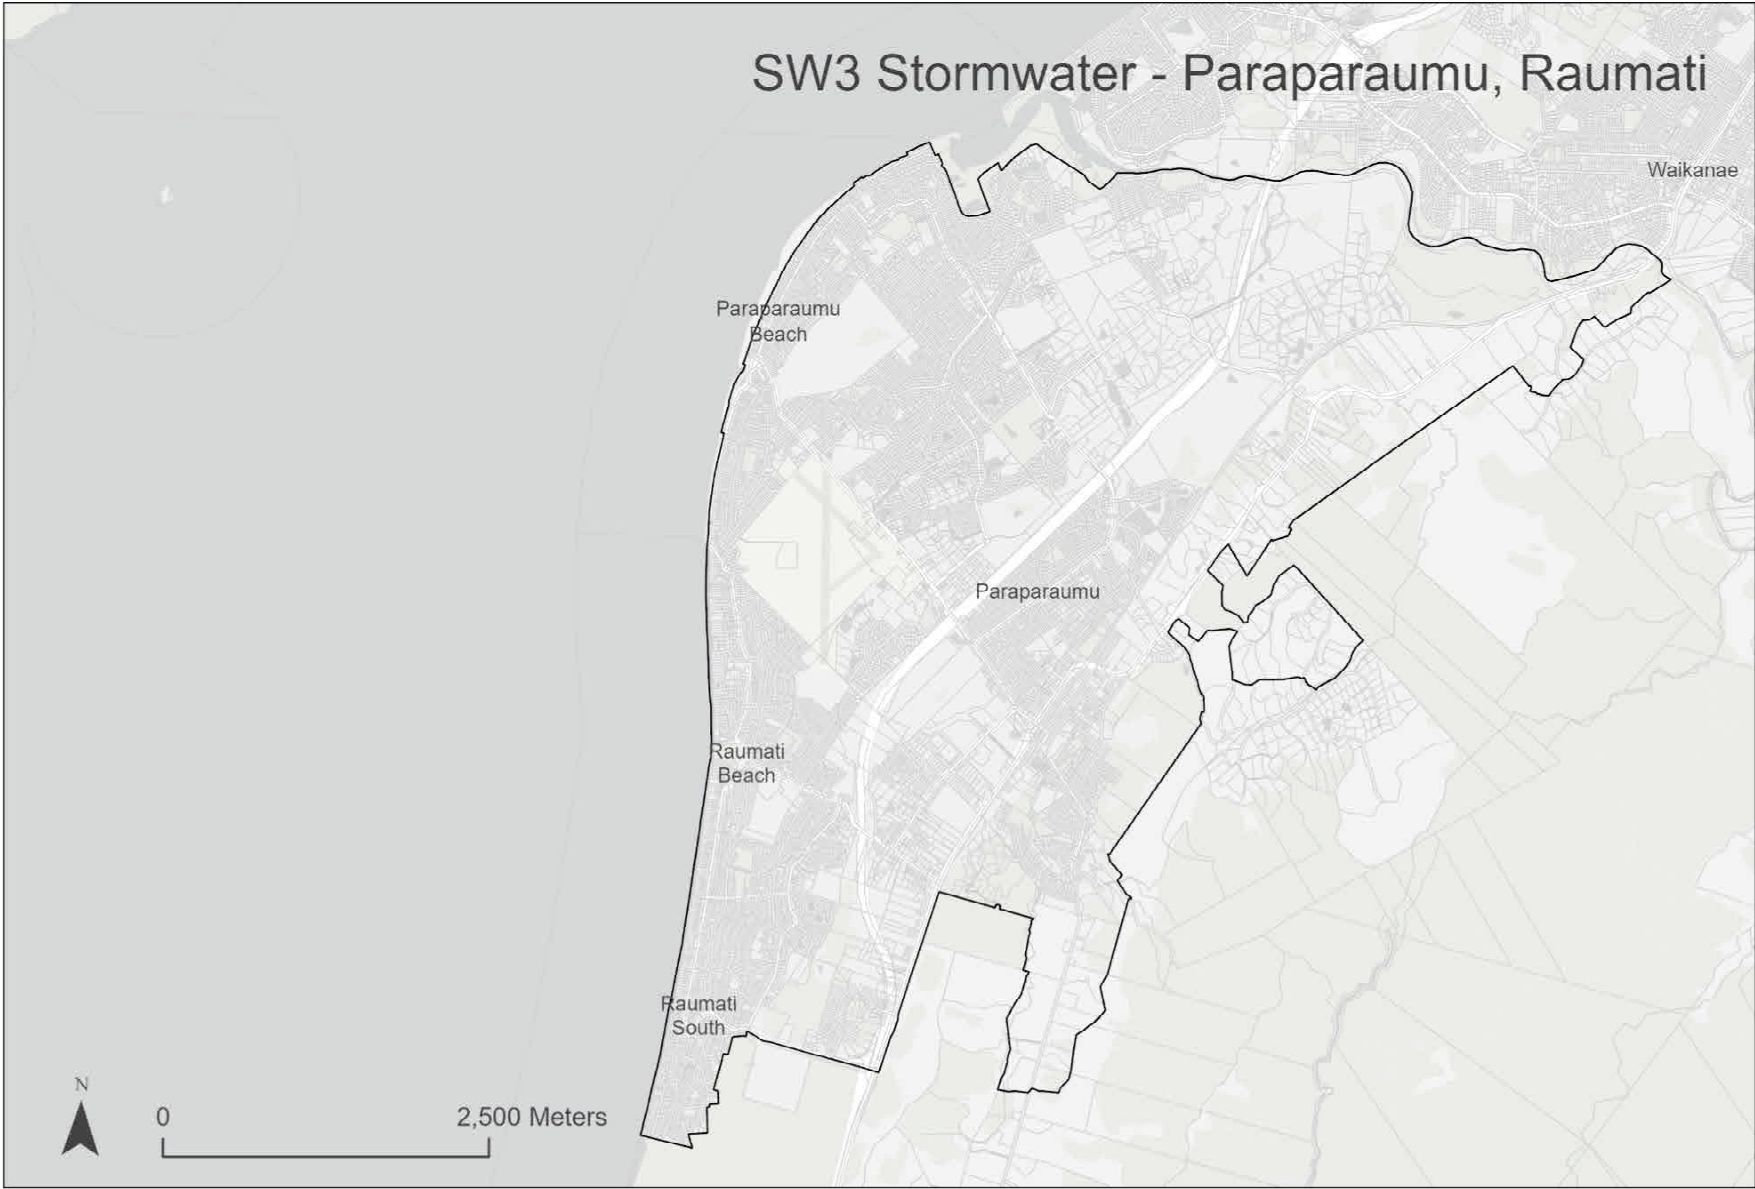 SW3 Stormwater - Paraparaumu, Raumati
Waikanae
Paraparaumu
Beach
Paraparaumu
Raumati
Beach
Raumati
South
N
0
2,500 Meters